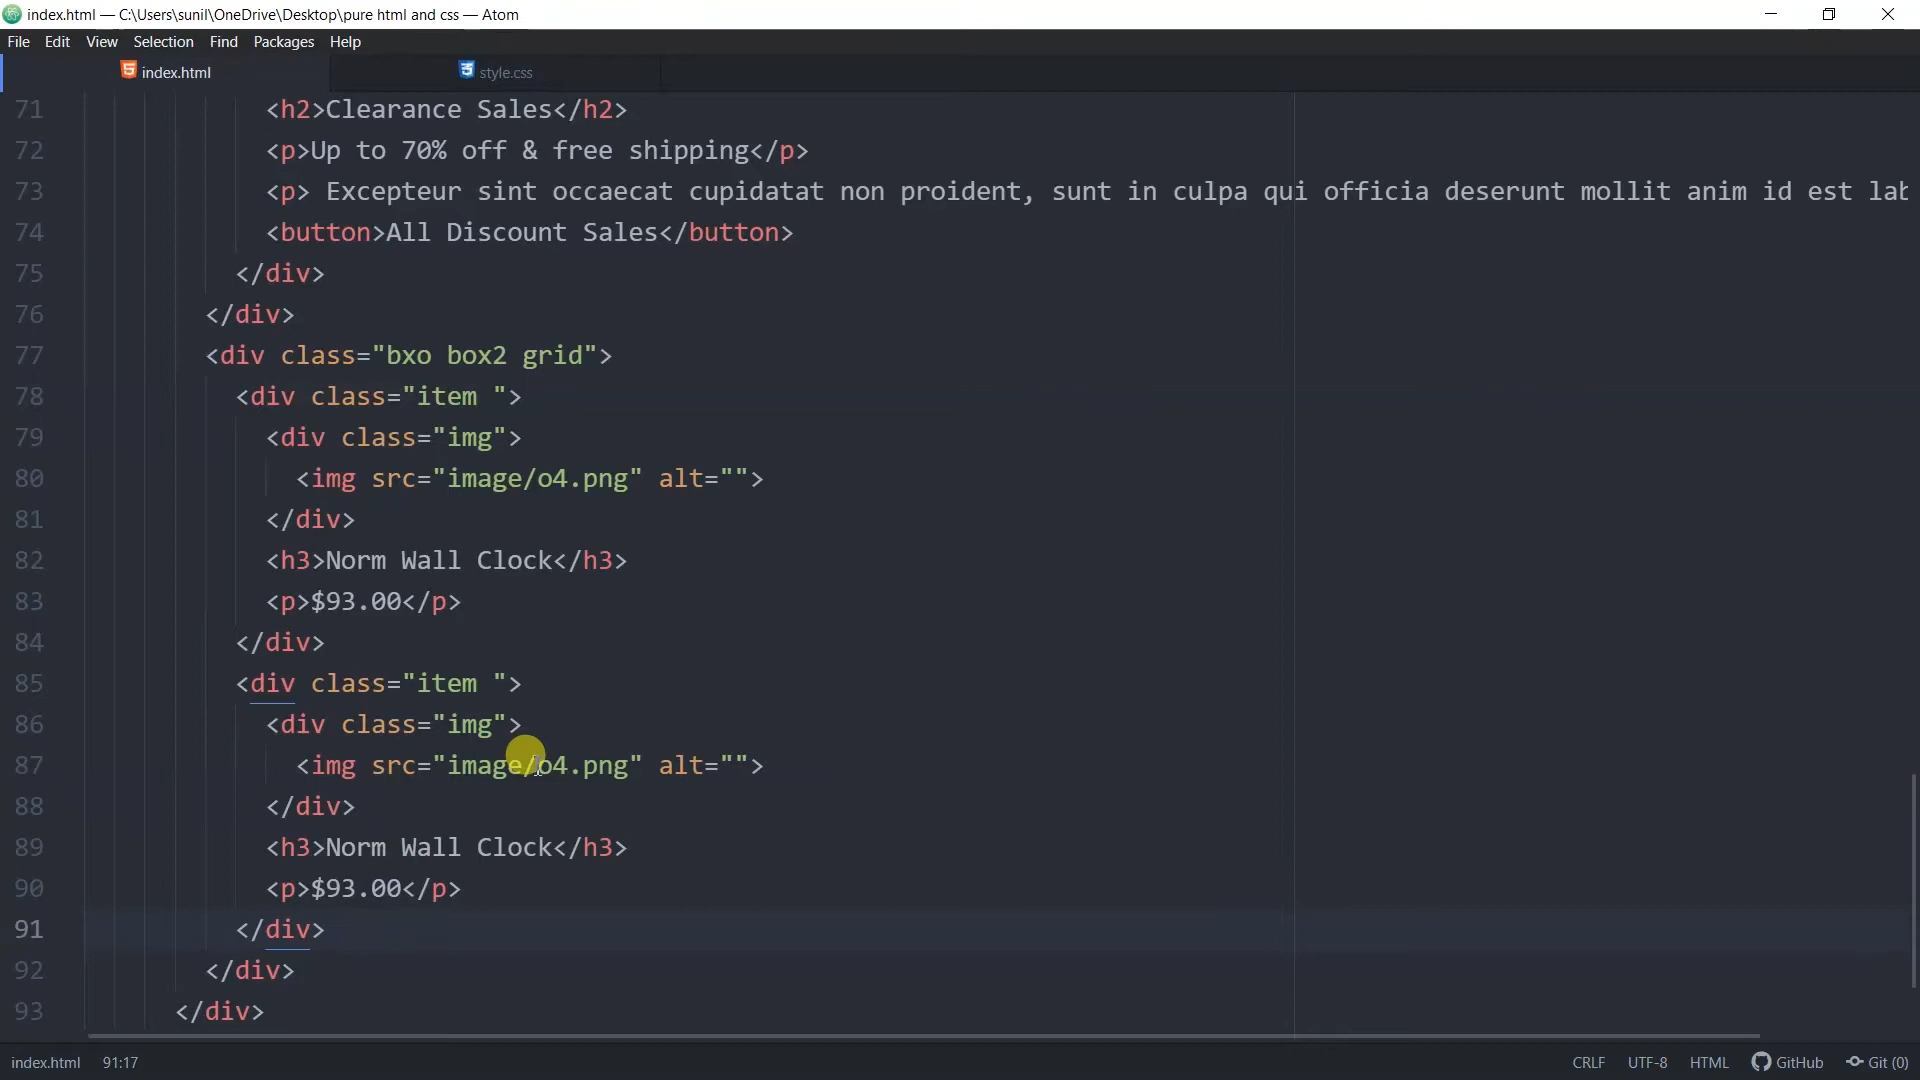 index.html — C:\Users\sunil\OneDrive\Desktop\pure html and css — Atom
File Edit View Selection Find Packages Help
index.html style.css
71 <h2>Clearance Sales</h2>
72 <p>Up to 70% off & free shipping</p>
73 <p> Excepteur sint occaecat cupidatat non proident, sunt in culpa qui officia deserunt mollit anim id est lab
74 <button>All Discount Sales</button>
75 </div>
76 </div>
77 <div class="bxo box2 grid">
78 <div class="item ">
79 <div class="img">
80 <img src="image/o4.png" alt="">
81 </div>
82 <h3>Norm Wall Clock</h3>
83 <p>$93.00</p>
84 </div>
85 <div class="item ">
86 <div class="img">
87 <img src="image/o4.png" alt="">
88 </div>
89 <h3>Norm Wall Clock</h3>
90 <p>$93.00</p>
91 </div>
92 </div>
93 </div>
index.html 91:17 CRLF UTF-8 HTML GitHub Git (0)